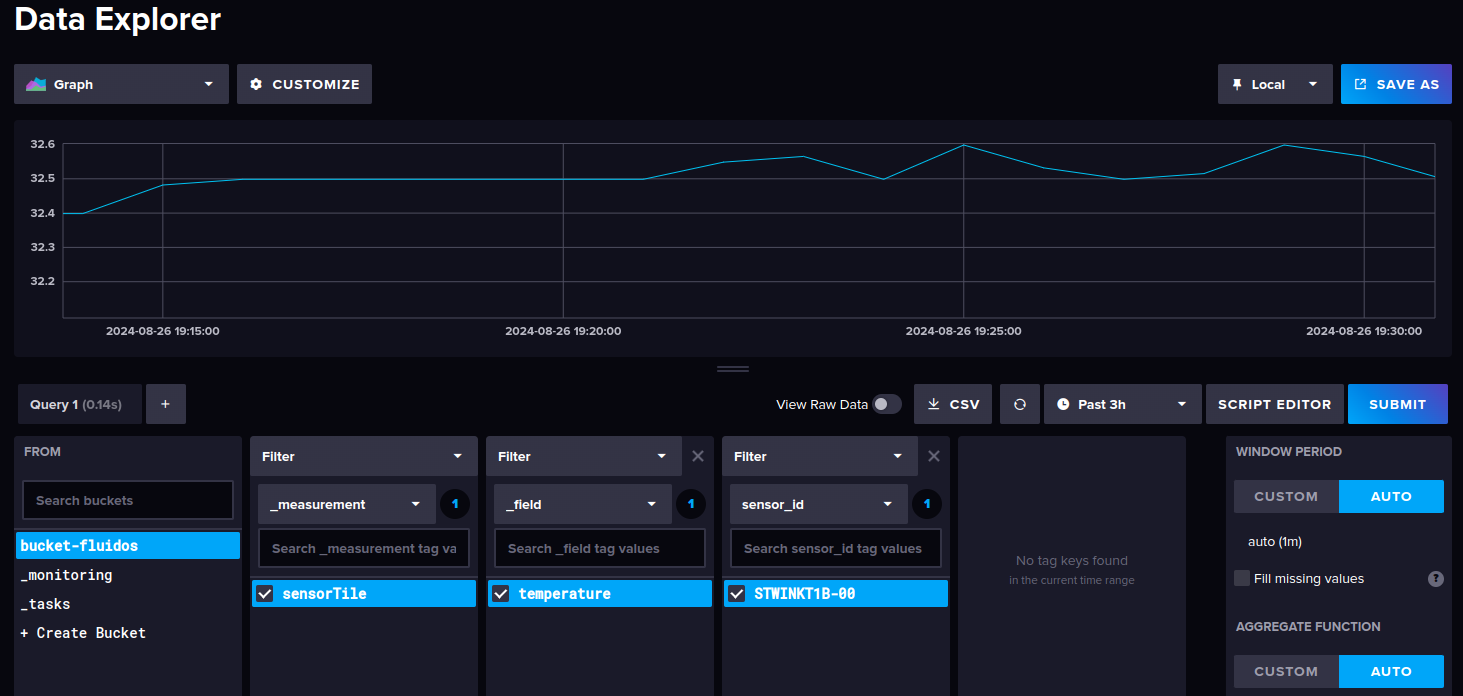 Data Explorer
Graph
CUSTOMIZE
Local
SAVE AS
32.6
32.5
32.4
32.3
32.2
2024-08-26 19:15:00
2024-08-26 19:20:00
2024-08-26 19:25:00
2024-08-26 19:30:00
Query 1 (0.14s)
+
View Raw Data
CSV
Past 3h
SCRIPT EDITOR
SUBMIT
FROM
Search buckets
bucket-fluidos
_monitoring
_tasks
+ Create Bucket
Filter
_measurement
1
Search _measurement tag va
sensorTile
Filter
_field
1
Search _field tag values
temperature
Filter
sensor_id
1
Search sensor_id tag values
STWINKT1B-00
No tag keys found
in the current time range
WINDOW PERIOD
CUSTOM
AUTO
auto (1m)
Fill missing values
?
AGGREGATE FUNCTION
CUSTOM
AUTO